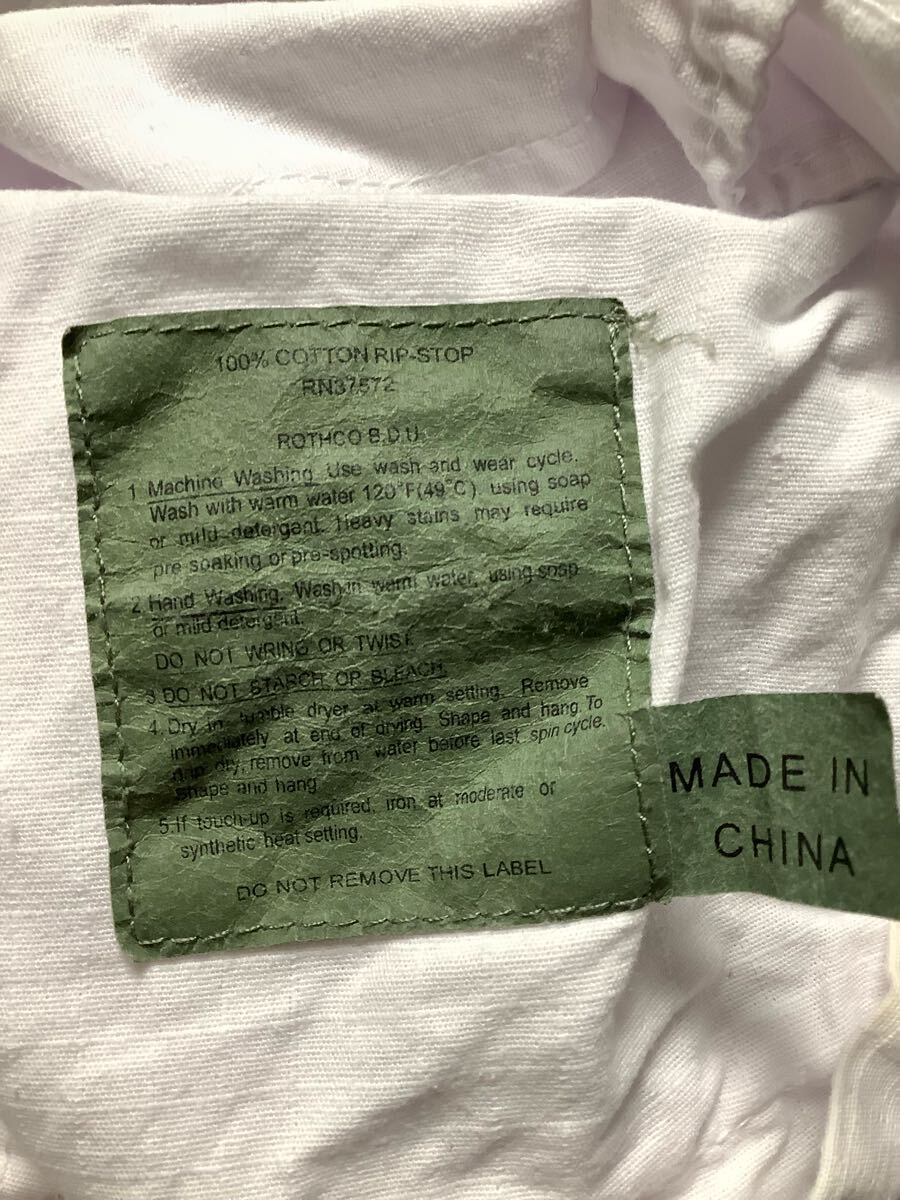 100% COTTON RIP-STOP
RN37572
ROTHCO B.D.U.
1 Machine Washing. Use wash and wear cycle.
Wash with warm water 120°F(49°C). using soap
or mild detergent. Heavy stains may require
pre soaking or pre-spotting.
2. Hand Washing. Wash in warm water, using soap
or mild detergent.
DO NOT WRING OR TWIST.
3. DO NOT STARCH OR BLEACH.
4. Dry in tumble dryer at warm setting. Remove
immediately at end of drying. Shape and hang. To
drip dry, remove from water before last spin cycle.
shape and hang.
5. If touch-up is required, iron at moderate or
synthetic heat setting.
DO NOT REMOVE THIS LABEL
MADE IN
CHINA